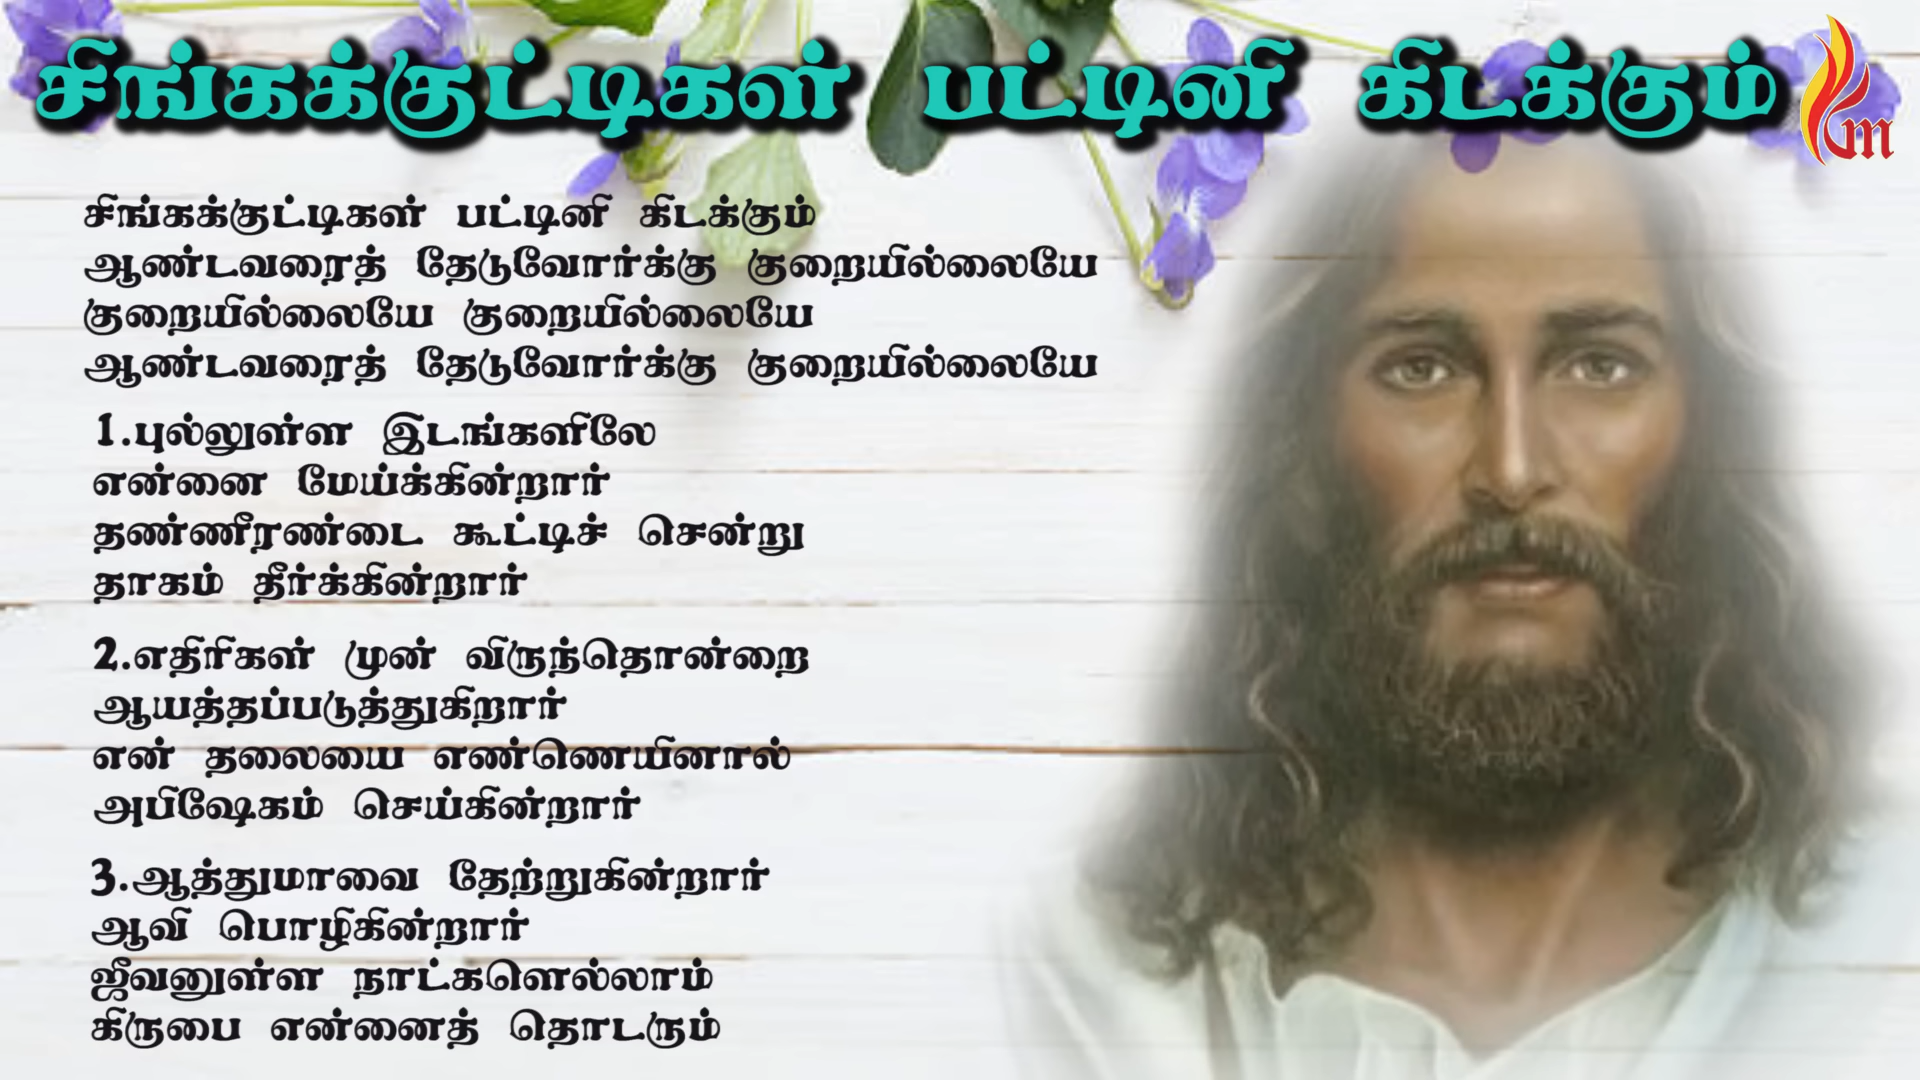 சிங்கக்குட்டிகள் பட்டினி கிடக்கும்
m
சிங்கக்குட்டிகள் பட்டினி கிடக்கும்
ஆண்டவரைத் தேடுவோர்க்கு குறையில்லையே
குறையில்லையே குறையில்லையே
ஆண்டவரைத் தேடுவோர்க்கு குறையில்லையே
1.புல்லுள்ள இடங்களிலே
என்னை மேய்க்கின்றார்
தண்ணீரண்டை கூட்டிச் சென்று
தாகம் தீர்க்கின்றார்
2.எதிரிகள் முன் விருந்தொன்றை
ஆயத்தப்படுத்துகிறார்
என் தலையை எண்ணெயினால்
அபிஷேகம் செய்கின்றார்
3.ஆத்துமாவை தேற்றுகின்றார்
ஆவி பொழிகின்றார்
ஜீவனுள்ள நாட்களெல்லாம்
கிருபை என்னைத் தொடரும்